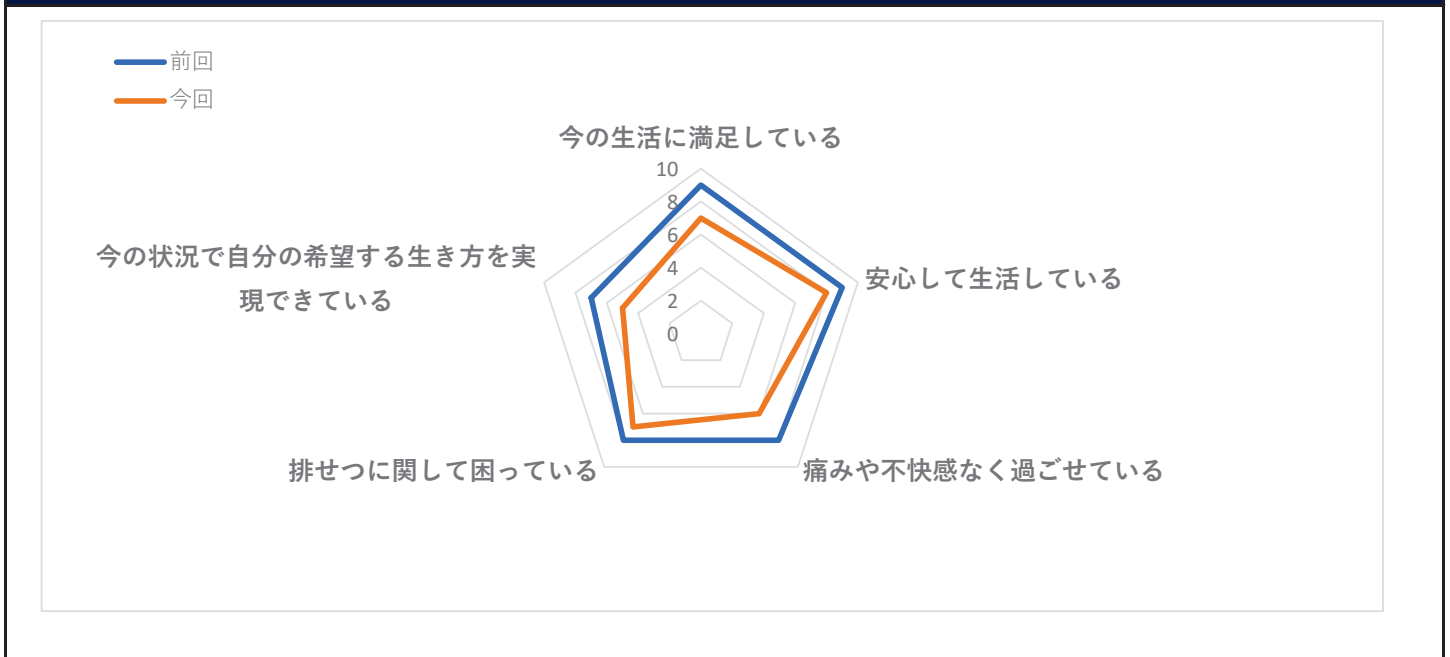 前回
今回
今の生活に満足している
10
8
6
4
2
0
安心して生活している
痛みや不快感なく過ごせている
排せつに関して困っている
今の状況で自分の希望する生き方を実
現できている